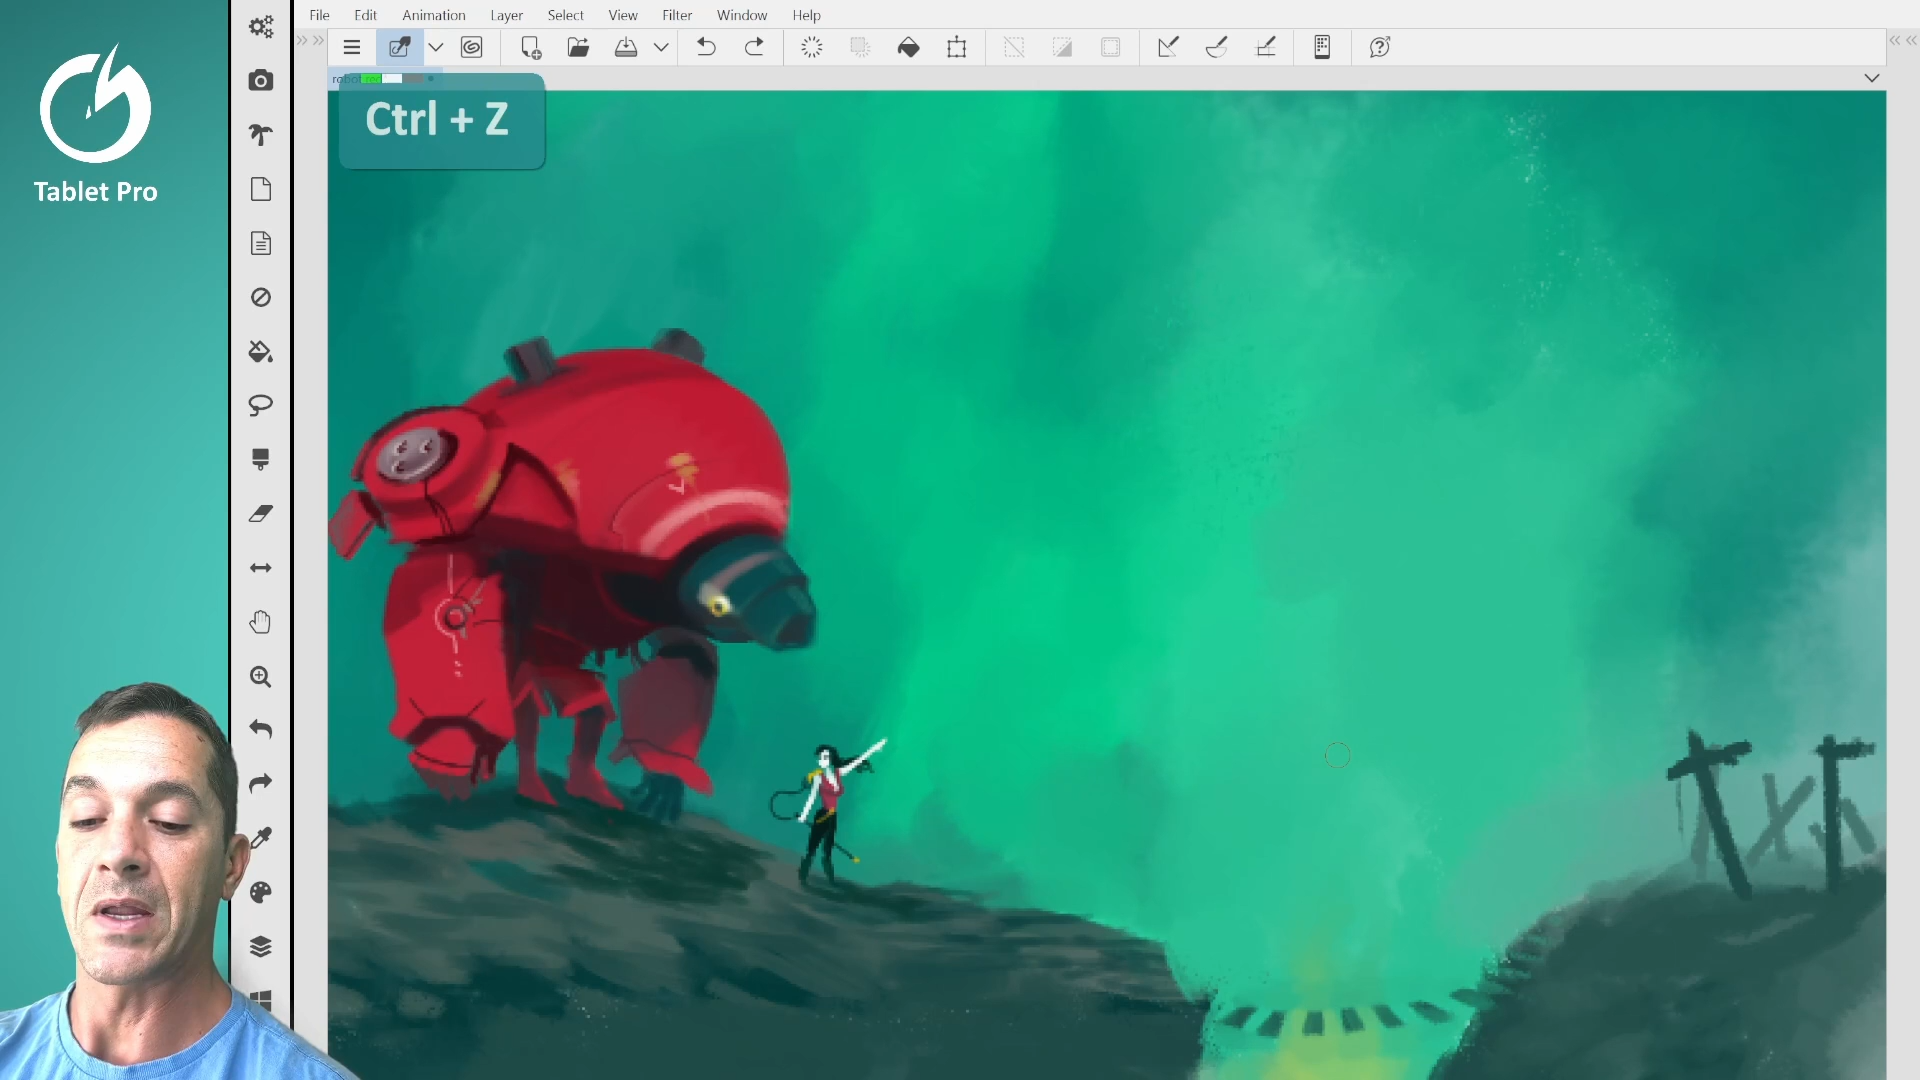 File Edit Animation Layer Select View Filter Window Help
Ctrl + Z
Tablet Pro